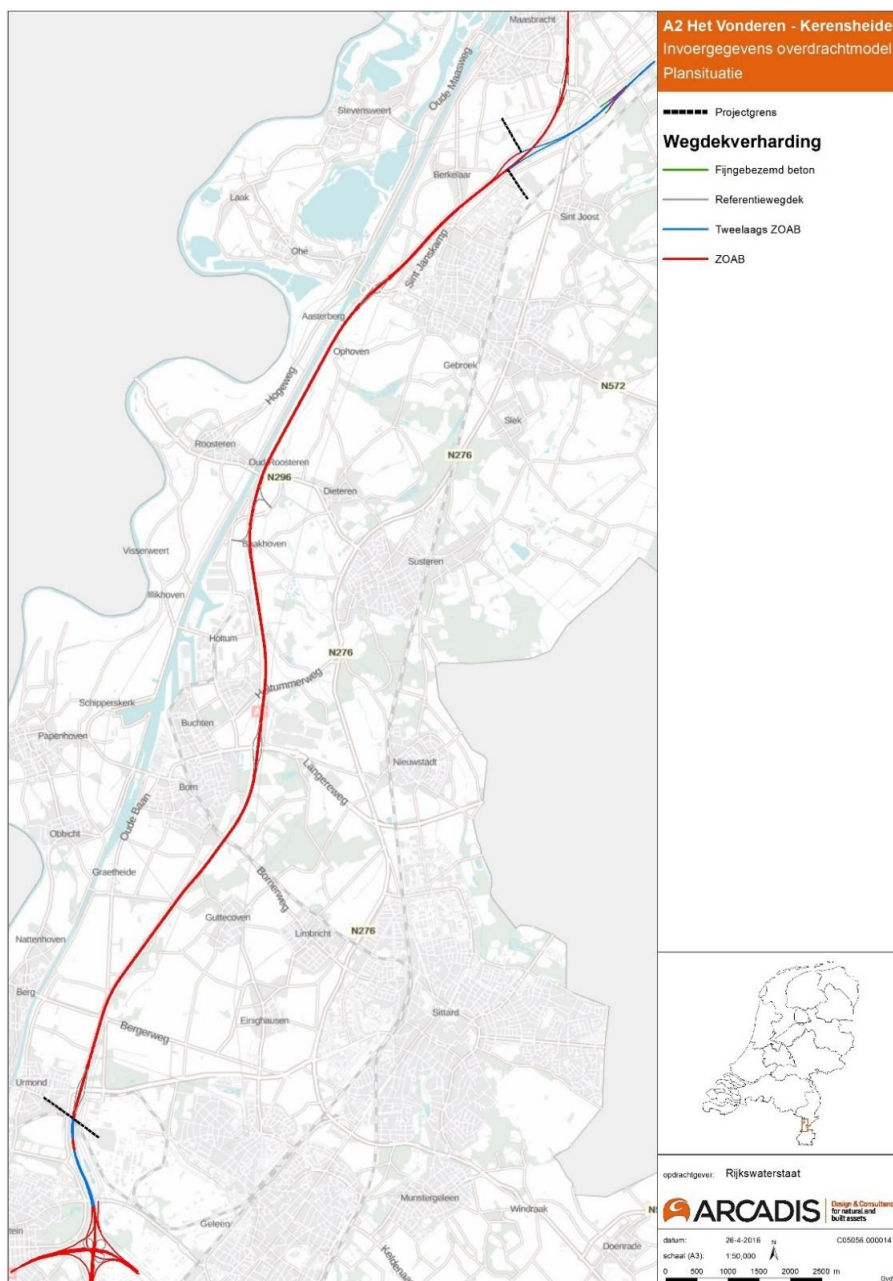 A2 Het Vonderen - Kerensheide
Invoergegevens overdrachtmodel
Plansituatie
Projectgrens
Wegdekverharding
Fijngebezemd beton
Referentiewegdek
Tweelaags ZOAB
ZOAB
Maasbracht
Oude Maasweg
Stevensweert
Berkelaar
Laak
Sint Joost
Ohé
Sint Janskamp
Aasterberg
Ophoven
Gebroek
Hogeweg
N572
Slek
Roosteren
Oud-Roosteren
N276
N296
Dieteren
Visserweert
Baakhoven
Susteren
Illikhoven
Holtum
N276
Holtummerweg
Schipperskerk
Buchten
Papenhoven
Nieuwstadt
Langereweg
Born
Oude Baan
Obbicht
Graetheide
Bornerweg
Guttecoven
N276
Limbricht
Nattenhoven
Berg
Sittard
Einighausen
Bergerweg
Urmond
Munstergeleen
Geleen
Windraak
Doenrade
opdrachtgever: Rijkswaterstaat
ARCADIS
Design & Consultancy
for natural and
built assets
datum: 26-4-2016 N C05056.000014
schaal (A3): 1:50,000
0 500 1000 1500 2000 2500 m